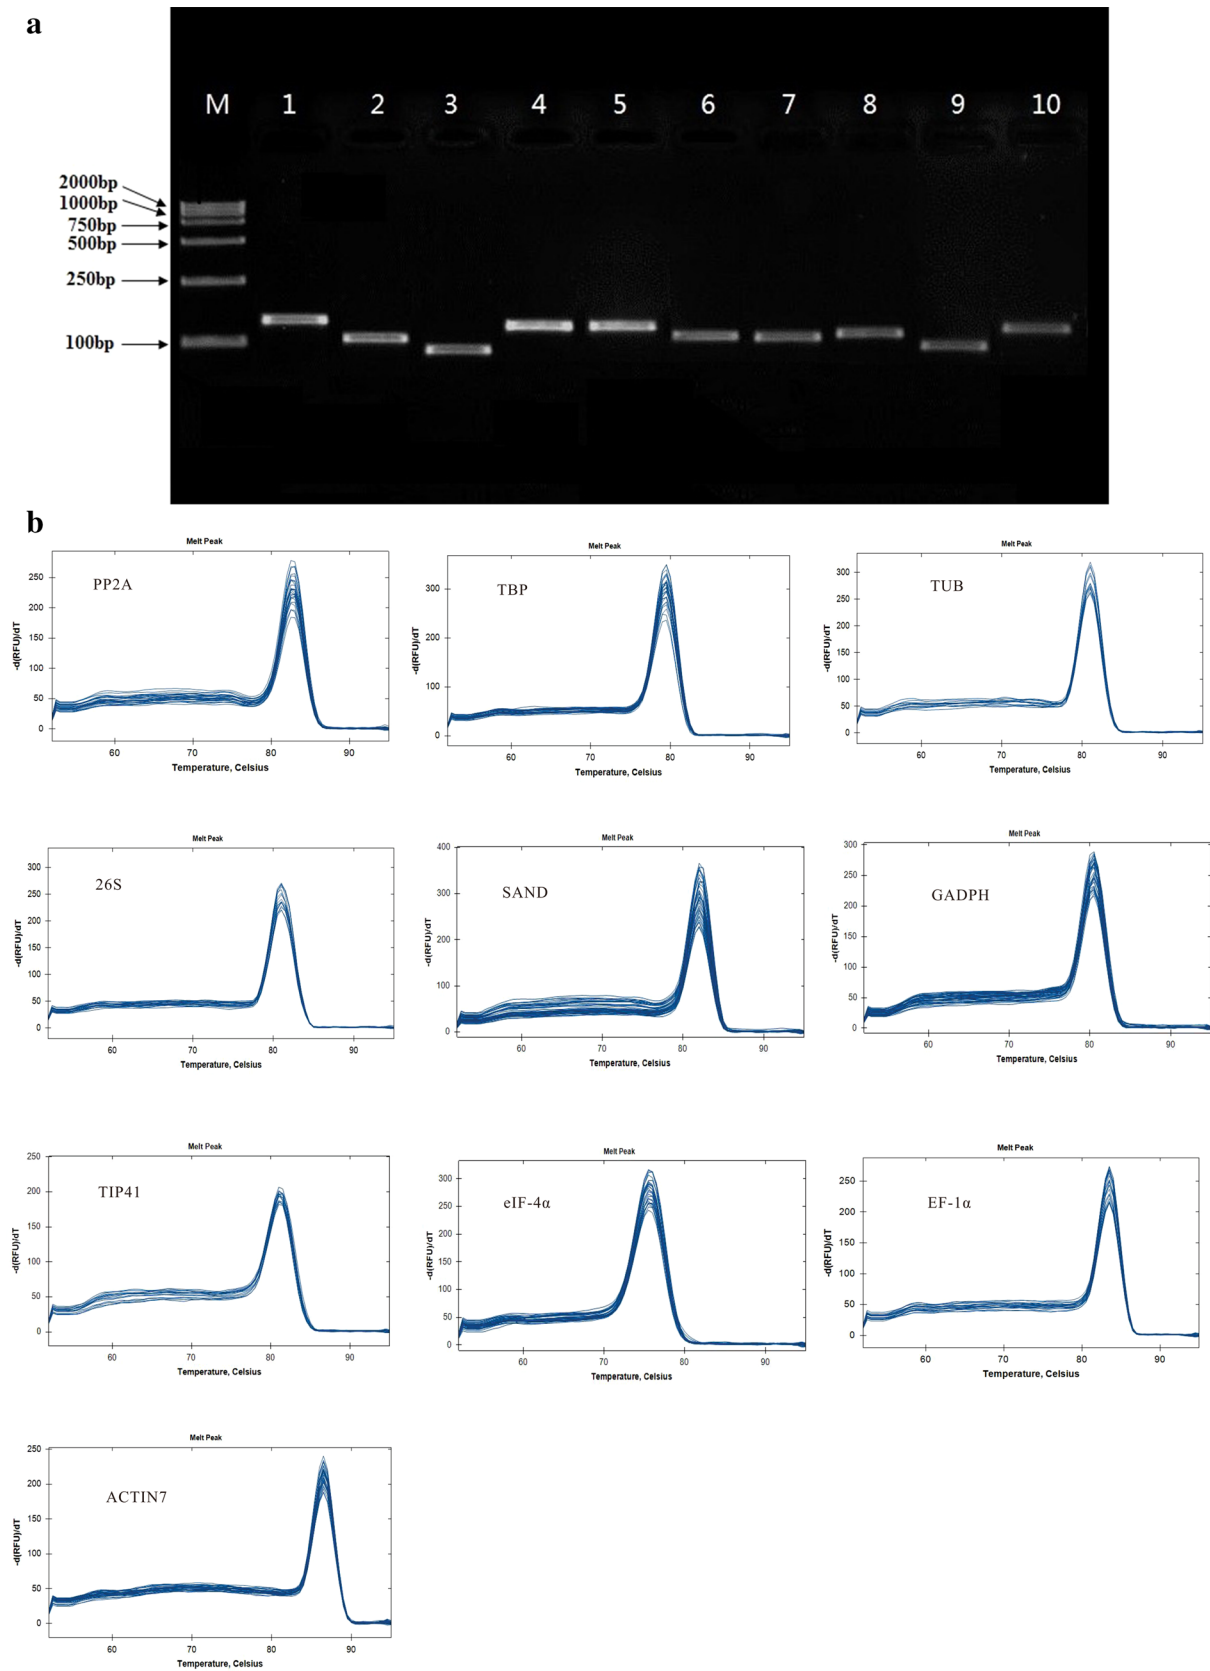 a
M 1 2 3 4 5 6 7 8 9 10
2000bp
1000bp
750bp
500bp
250bp
100bp
b
Melt Peak
PP2A
-d(RFU)/dT
250
200
150
100
50
0
60 70 80 90
Temperature, Celsius
Melt Peak
TBP
-d(RFU)/dT
300
200
100
0
60 70 80 90
Temperature, Celsius
Melt Peak
TUB
-d(RFU)/dT
300
250
200
150
100
50
0
60 70 80 90
Temperature, Celsius
Melt Peak
26S
-d(RFU)/dT
300
250
200
150
100
50
0
60 70 80 90
Temperature, Celsius
Melt Peak
SAND
-d(RFU)/dT
400
300
200
100
0
60 70 80 90
Temperature, Celsius
Melt Peak
GADPH
-d(RFU)/dT
300
250
200
150
100
50
0
60 70 80 90
Temperature, Celsius
Melt Peak
TIP41
-d(RFU)/dT
250
200
150
100
50
0
60 70 80 90
Temperature, Celsius
Melt Peak
eIF-4α
-d(RFU)/dT
300
250
200
150
100
50
0
60 70 80 90
Temperature, Celsius
Melt Peak
EF-1α
-d(RFU)/dT
250
200
150
100
50
0
60 70 80 90
Temperature, Celsius
Melt Peak
ACTIN7
-d(RFU)/dT
250
200
150
100
50
0
60 70 80 90
Temperature, Celsius